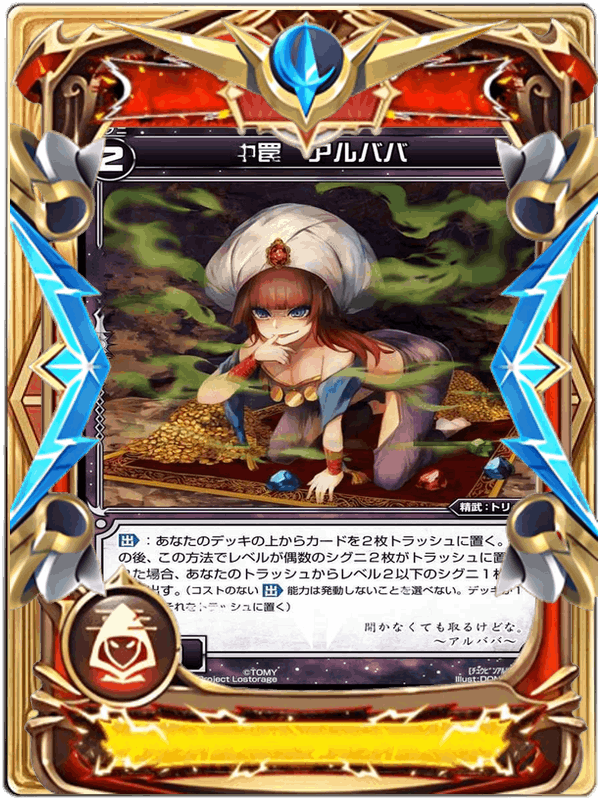 2
中罠 アルババ
精武:トリ
出:あなたのデッキの上からカードを2枚トラッシュに置く。
の後、この方法でレベルが偶数のシグニ2枚がトラッシュに置
た場合、あなたのトラッシュからレベル2以下のシグニ1枚
出す。(コストのない 出 能力は発動しないことを選べない。デッキが1
それをトラッシュに置く)
開かなくても取るけどな。
~アルババ~
©TOMY
Project Lostorage
Illust:DOM